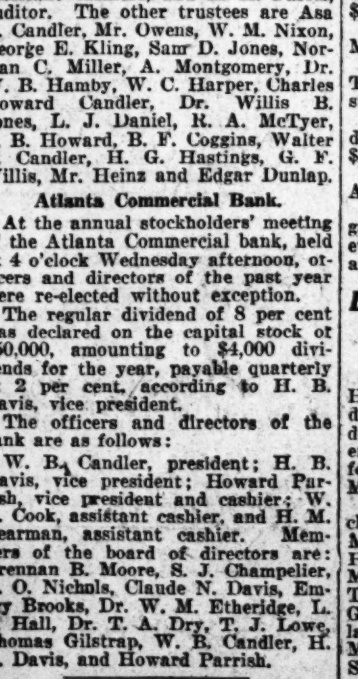 uditor. The other trustees are Asa
. Candler, Mr. Owens, W. M. Nixon,
eorge E. Kling, Sam D. Jones, Nor-
an C. Miller, A. Montgomery, Dr.
. B. Hamby, W. C. Harper, Charles
oward Candler, Dr. Willis B.
ones, L. J. Daniel, R. A. McTyer,
. B. Howard, B. F. Coggins, Walter
. Candler, H. G. Hastings, G. F.
illis, Mr. Heinz and Edgar Dunlap.
Atlanta Commercial Bank.
At the annual stockholders' meeting
the Atlanta Commercial bank, held
4 o'clock Wednesday afternoon, of-
cers and directors of the past year
ere re-elected without exception.
The regular dividend of 8 per cent
as declared on the capital stock of
50,000, amounting to $4,000 divi-
ends for the year, payable quarterly
2 per cent, according to H. B.
avis, vice president.
The officers and directors of the
ank are as follows:
W. B. Candler, president; H. B.
avis, vice president; Howard Par-
sh, vice president and cashier; W.
. Cook, assistant cashier, and H. M.
earman, assistant cashier. Mem-
ers of the board of directors are:
rennan B. Moore, S. J. Champelier,
. O. Nichols, Claude N. Davis, Em-
ry Brooks, Dr. W. M. Etheridge, L.
. Hall, Dr. T. A. Dry, T. J. Lowe,
homas Gilstrap, W. B. Candler, H.
. Davis, and Howard Parrish.